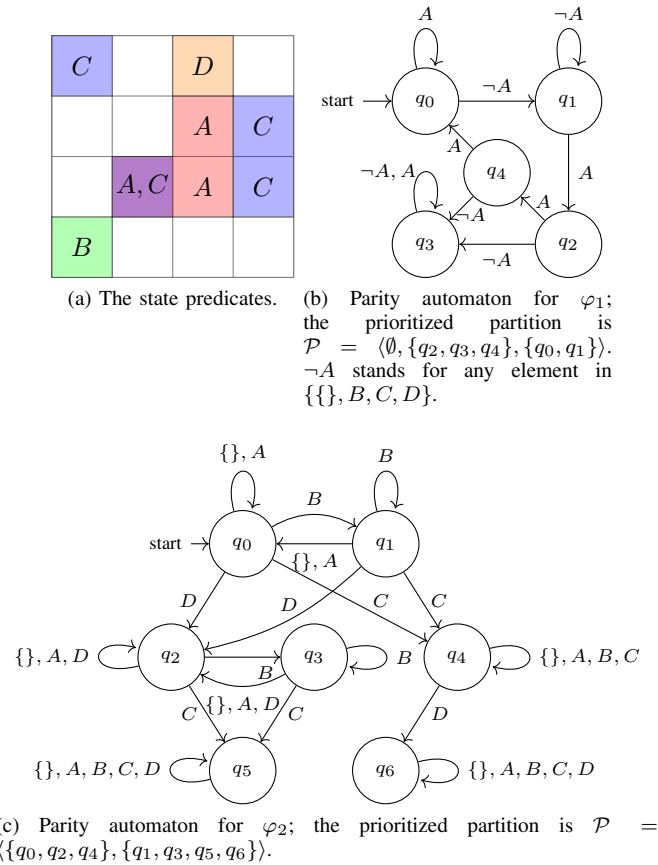 C
D
A
C
A, C
A
C
B
(a) The state predicates.
A
¬A
start
q0
¬A
q1
A
q4
¬A, A
A
A
¬A
q3
¬A
q2
(b) Parity automaton for φ1;
the prioritized partition is
𝒫 = ⟨∅, {q2, q3, q4}, {q0, q1}⟩.
¬A stands for any element in
{{}, B, C, D}.
{}, A
B
B
start
q0
q1
{}, A
D
D
C
C
{}, A, D
q2
q3
B
B
q4
{}, A, B, C
{}, A, D
C
C
D
{}, A, B, C, D
q5
q6
{}, A, B, C, D
(c) Parity automaton for φ2; the prioritized partition is 𝒫 =
⟨{q0, q2, q4}, {q1, q3, q5, q6}⟩.